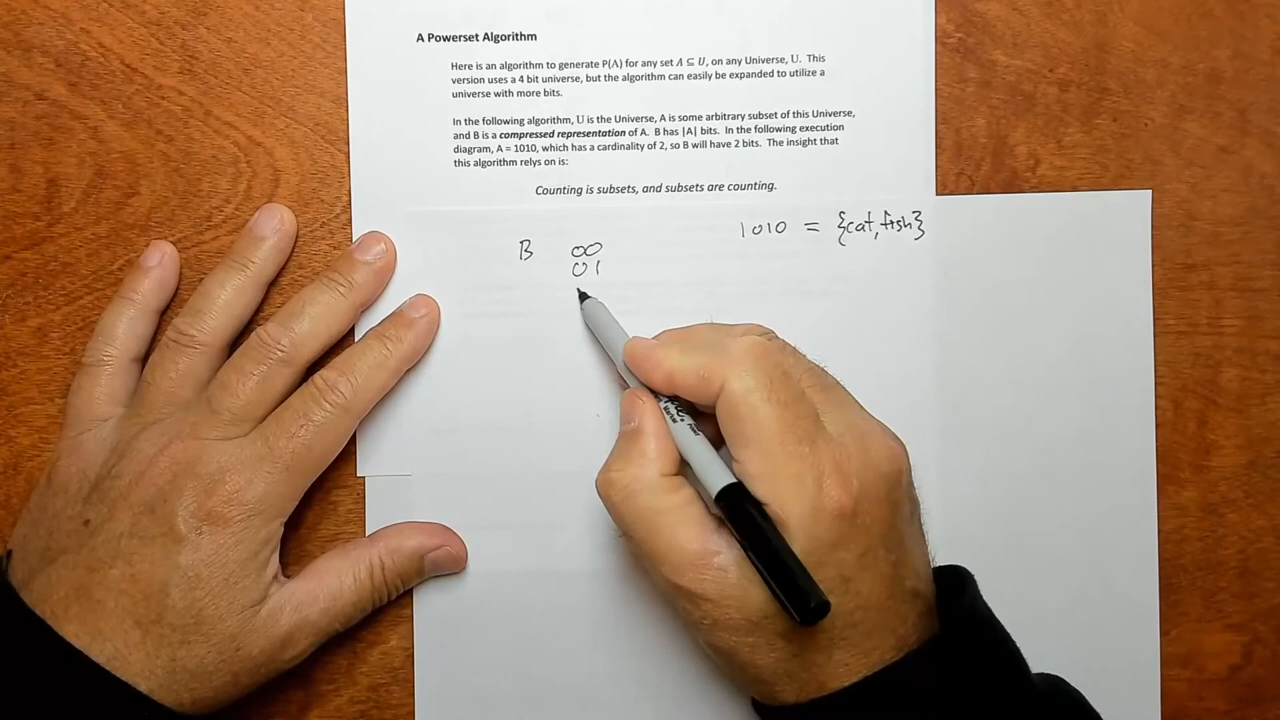 A Powerset Algorithm
Here is an algorithm to generate P(A) for any set A ⊆ U, on any Universe, U. This
version uses a 4 bit universe, but the algorithm can easily be expanded to utilize a
universe with more bits.
In the following algorithm, U is the Universe, A is some arbitrary subset of this Universe,
and B is a compressed representation of A. B has |A| bits. In the following execution
diagram, A = 1010, which has a cardinality of 2, so B will have 2 bits. The insight that
this algorithm relies on is:
Counting is subsets, and subsets are counting.
1010 = {cat, fish}
B 00
01